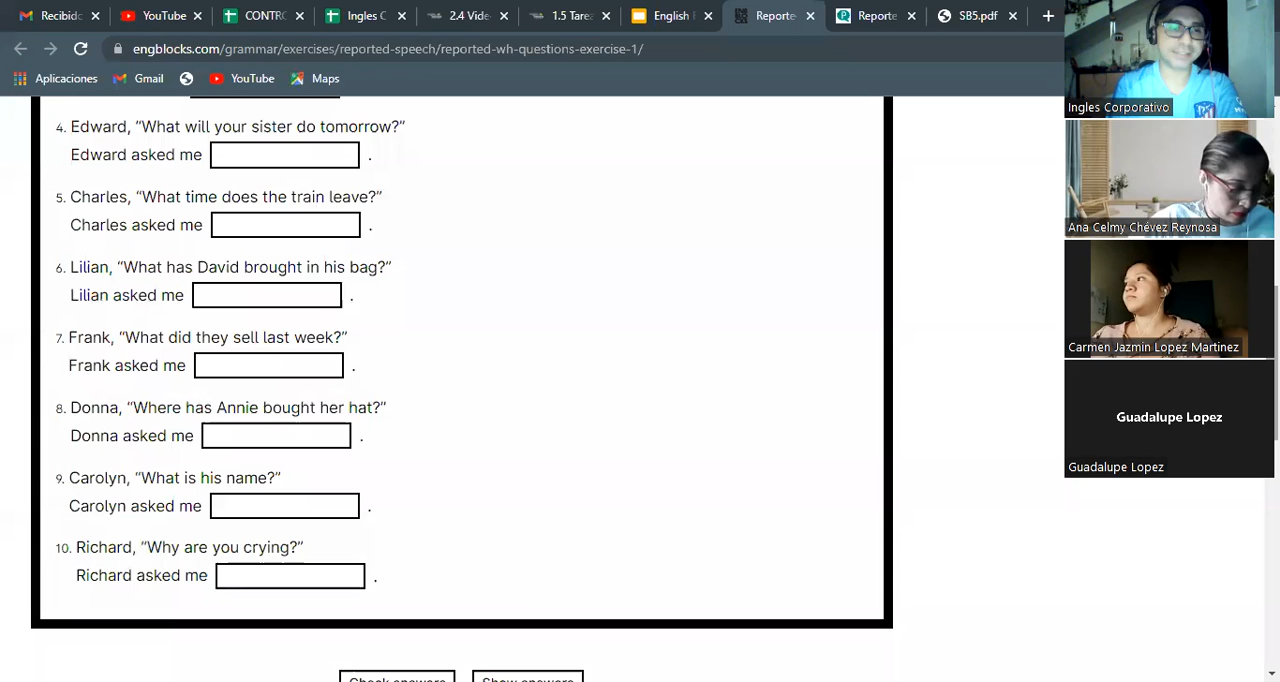 Recibido
YouTube
CONTRO
Ingles C
2.4 Vide
1.5 Tarea
English
Reporte
Reporte
SB5.pdf
engblocks.com/grammar/exercises/reported-speech/reported-wh-questions-exercise-1/
Aplicaciones Gmail YouTube Maps
4. Edward, “What will your sister do tomorrow?”
Edward asked me .
5. Charles, “What time does the train leave?”
Charles asked me .
6. Lilian, “What has David brought in his bag?”
Lilian asked me .
7. Frank, “What did they sell last week?”
Frank asked me .
8. Donna, “Where has Annie bought her hat?”
Donna asked me .
9. Carolyn, “What is his name?”
Carolyn asked me .
10. Richard, “Why are you crying?”
Richard asked me .
Check answers Show answers
Ingles Corporativo
Ana Celmy Chévez Reynosa
Carmen Jazmin Lopez Martinez
Guadalupe Lopez
Guadalupe Lopez